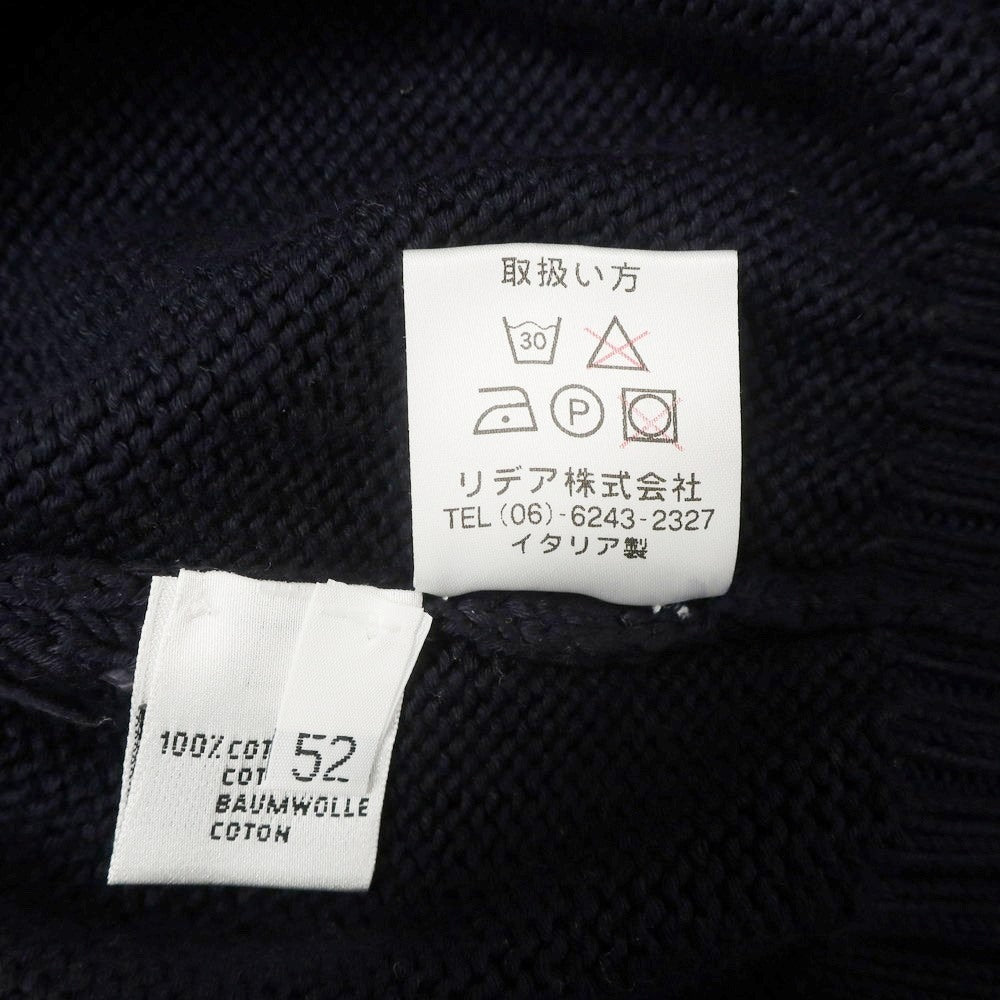 取扱い方
30
P
リデア株式会社
TEL(06)-6243-2327
イタリア製
100% COT
COT
52
BAUMWOLLE
COTON